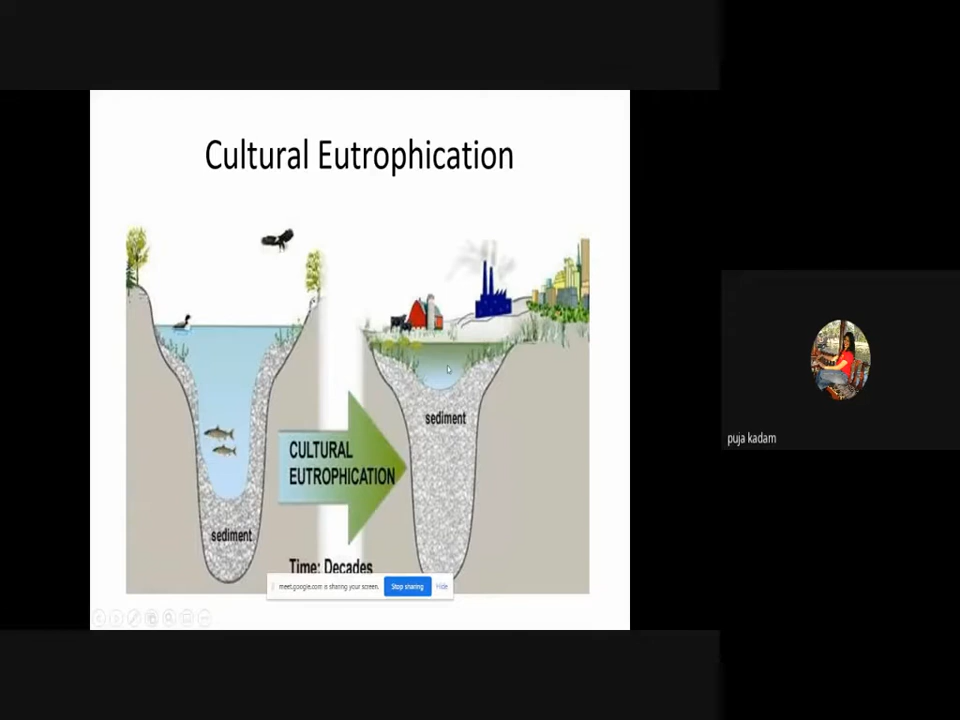 Cultural Eutrophication
sediment
CULTURAL
EUTROPHICATION
sediment
Time: Decades
meet.google.com is sharing your screen.
Stop sharing
Hide
puja kadam